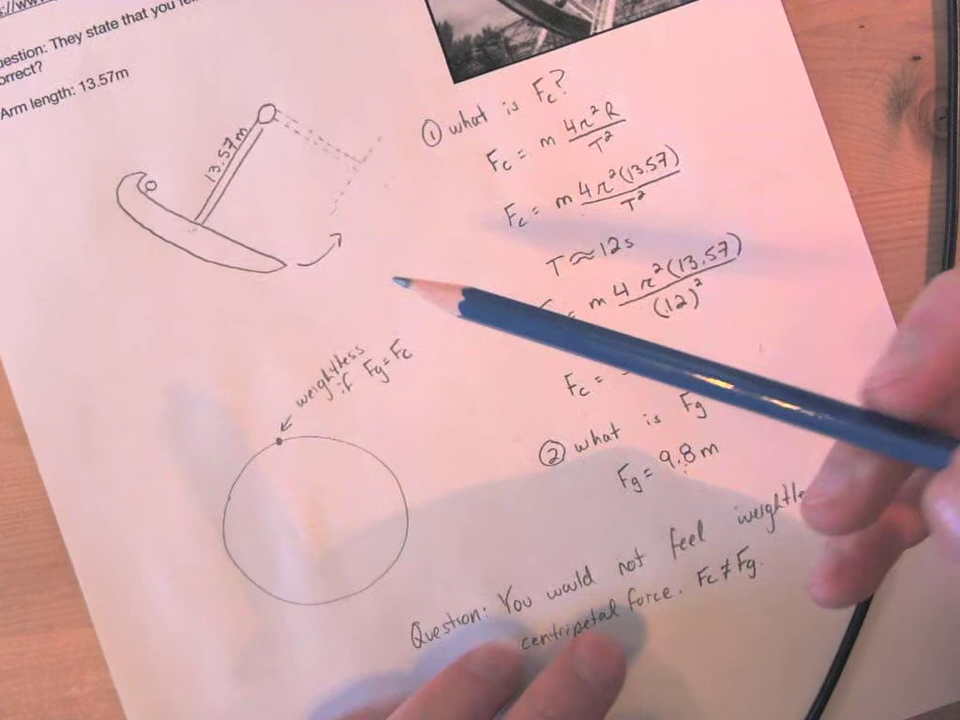 s://www
uestion: They state that you
orrect?
Arm length: 13.57m
13.57m
① what is Fc?
Fc = m 4π²R / T²
Fc = m 4π²(13.57) / T²
T ≈ 12s
= m 4π²(13.57) / (12)²
Fc =
② what is Fg
Fg = 9.8m
weightless
if Fg = Fc
Question: You would not feel weightle
centripetal force. Fc ≠ Fg.